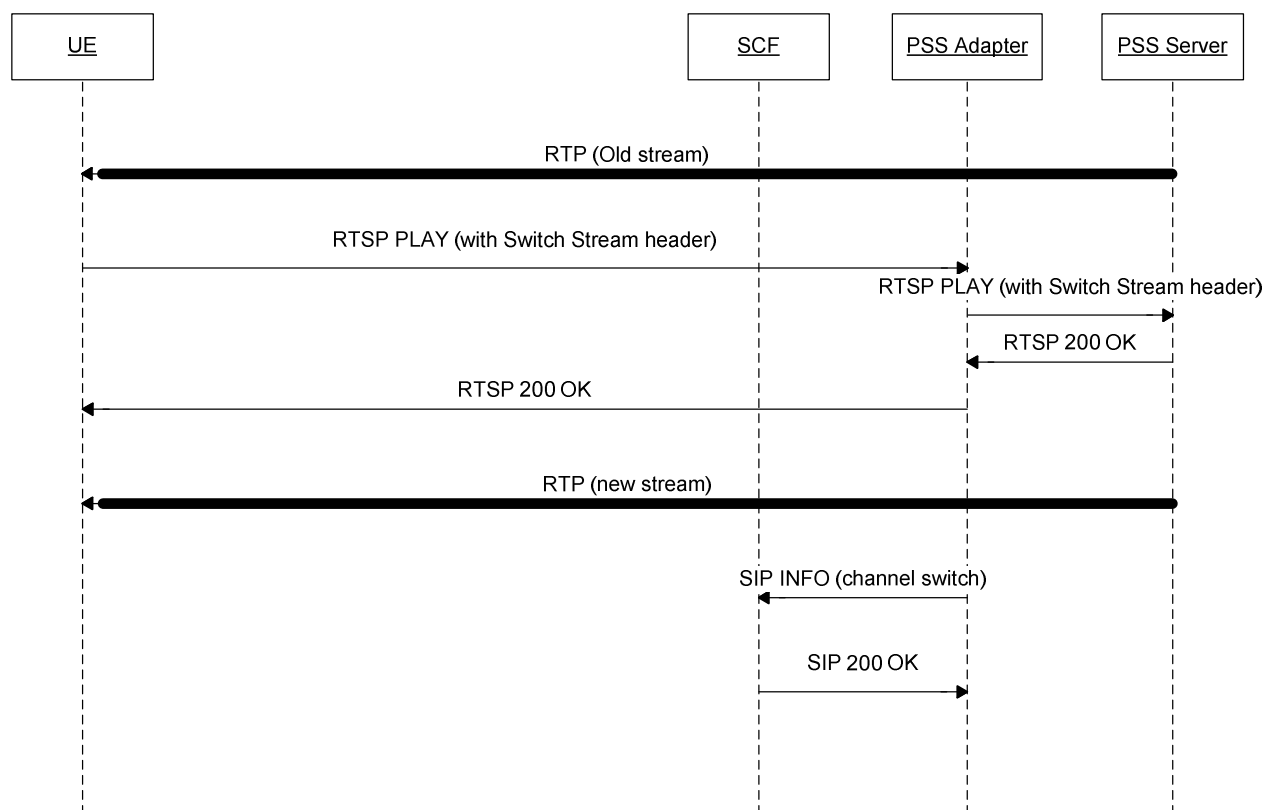 UE
SCF
PSS Adapter
PSS Server
RTP (Old stream)
RTSP PLAY (with Switch Stream header)
RTSP PLAY (with Switch Stream header)
RTSP 200 OK
RTSP 200 OK
RTP (new stream)
SIP INFO (channel switch)
SIP 200 OK